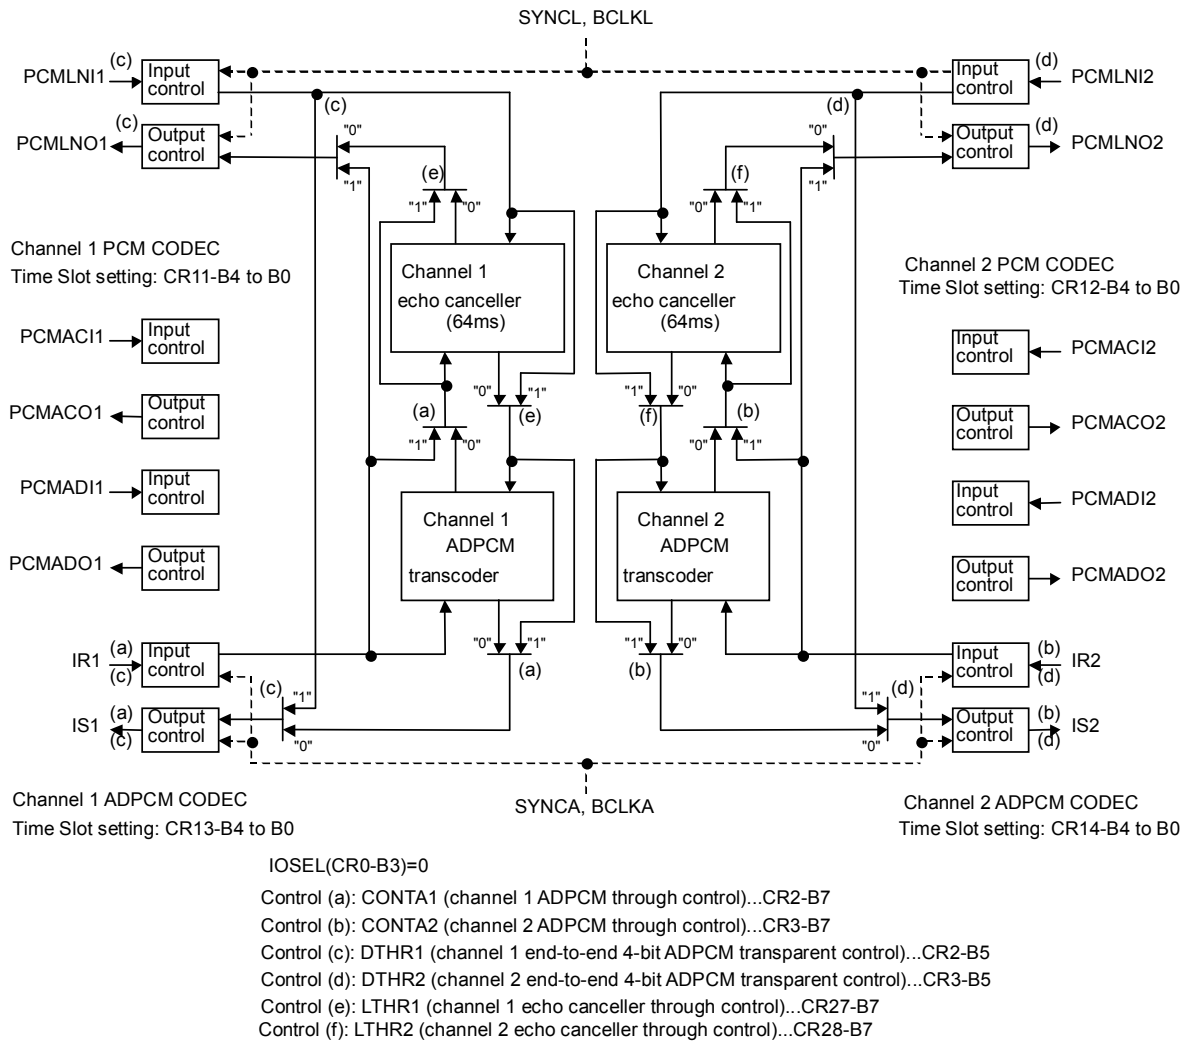 SYNCL, BCLKL
(c)
PCMLNI1
Input
control
(c)
PCMLNO1
Output
control
(c)
"0"
"1"
(e)
"1"
"0"
(d)
"0"
"1"
(f)
"0"
"1"
Input
control
(d)
PCMLNI2
Output
control
(d)
PCMLNO2
Channel 1 PCM CODEC
Time Slot setting: CR11-B4 to B0
Channel 1
echo canceller
(64ms)
Channel 2
echo canceller
(64ms)
Channel 2 PCM CODEC
Time Slot setting: CR12-B4 to B0
PCMACI1
Input
control
PCMACO1
Output
control
PCMADI1
Input
control
PCMADO1
Output
control
"0"
"1"
(e)
(a)
"1"
"0"
"1"
"0"
(f)
(b)
"0"
"1"
Input
control
PCMACI2
Output
control
PCMACO2
Input
control
PCMADI2
Output
control
PCMADO2
Channel 1
ADPCM
transcoder
Channel 2
ADPCM
transcoder
IR1
(a)
(c)
Input
control
IS1
(a)
(c)
Output
control
"0"
"1"
(a)
(c)
"1"
"0"
"1"
"0"
(b)
(d)
"1"
"0"
Input
control
(b)
(d)
IR2
Output
control
(b)
(d)
IS2
SYNCA, BCLKA
Channel 1 ADPCM CODEC
Time Slot setting: CR13-B4 to B0
Channel 2 ADPCM CODEC
Time Slot setting: CR14-B4 to B0
IOSEL(CR0-B3)=0
Control (a): CONTA1 (channel 1 ADPCM through control)...CR2-B7
Control (b): CONTA2 (channel 2 ADPCM through control)...CR3-B7
Control (c): DTHR1 (channel 1 end-to-end 4-bit ADPCM transparent control)...CR2-B5
Control (d): DTHR2 (channel 2 end-to-end 4-bit ADPCM transparent control)...CR3-B5
Control (e): LTHR1 (channel 1 echo canceller through control)...CR27-B7
Control (f): LTHR2 (channel 2 echo canceller through control)...CR28-B7